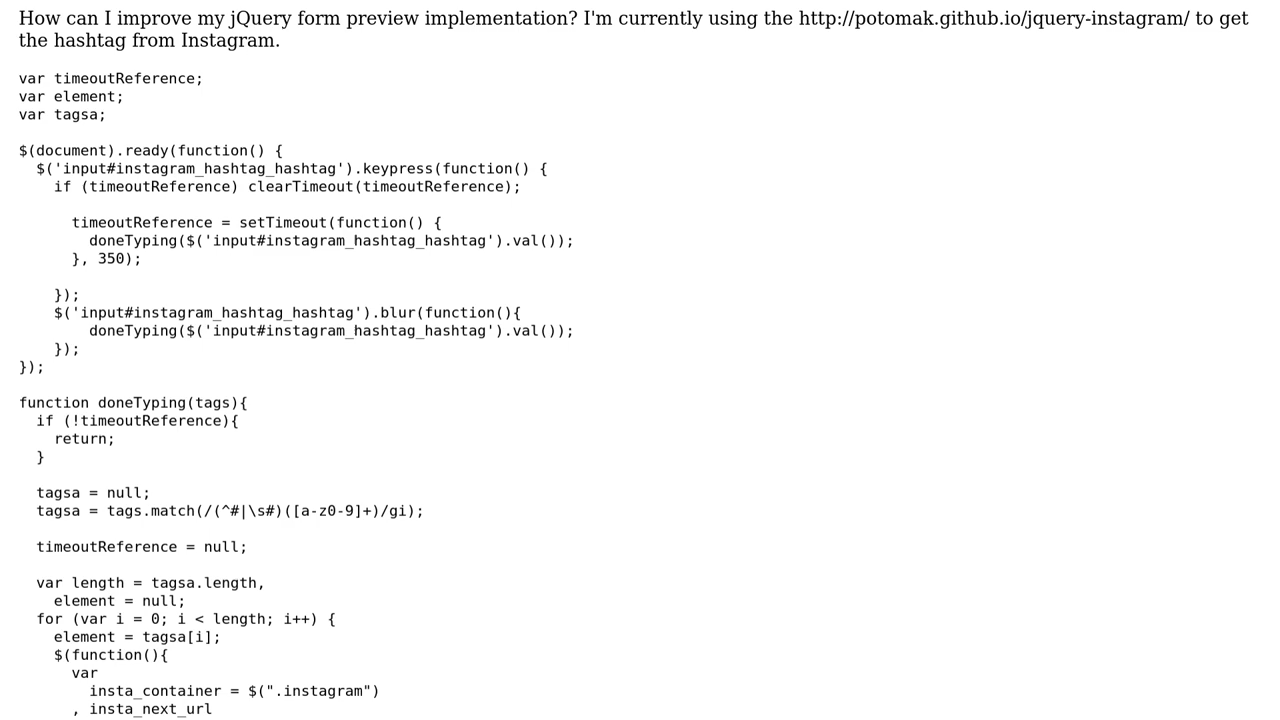 How can I improve my jQuery form preview implementation? I'm currently using the http://potomak.github.io/jquery-instagram/ to get
the hashtag from Instagram.
var timeoutReference;
var element;
var tagsa;
$(document).ready(function() {
  $('input#instagram_hashtag_hashtag').keypress(function() {
    if (timeoutReference) clearTimeout(timeoutReference);
      timeoutReference = setTimeout(function() {
        doneTyping($('input#instagram_hashtag_hashtag').val());
      }, 350);
    });
    $('input#instagram_hashtag_hashtag').blur(function(){
        doneTyping($('input#instagram_hashtag_hashtag').val());
    });
});
function doneTyping(tags){
  if (!timeoutReference){
    return;
  }
  tagsa = null;
  tagsa = tags.match(/(^#|\s#)([a-z0-9]+)/gi);
  timeoutReference = null;
  var length = tagsa.length,
    element = null;
  for (var i = 0; i < length; i++) {
    element = tagsa[i];
    $(function(){
      var
        insta_container = $(".instagram")
      , insta_next_url